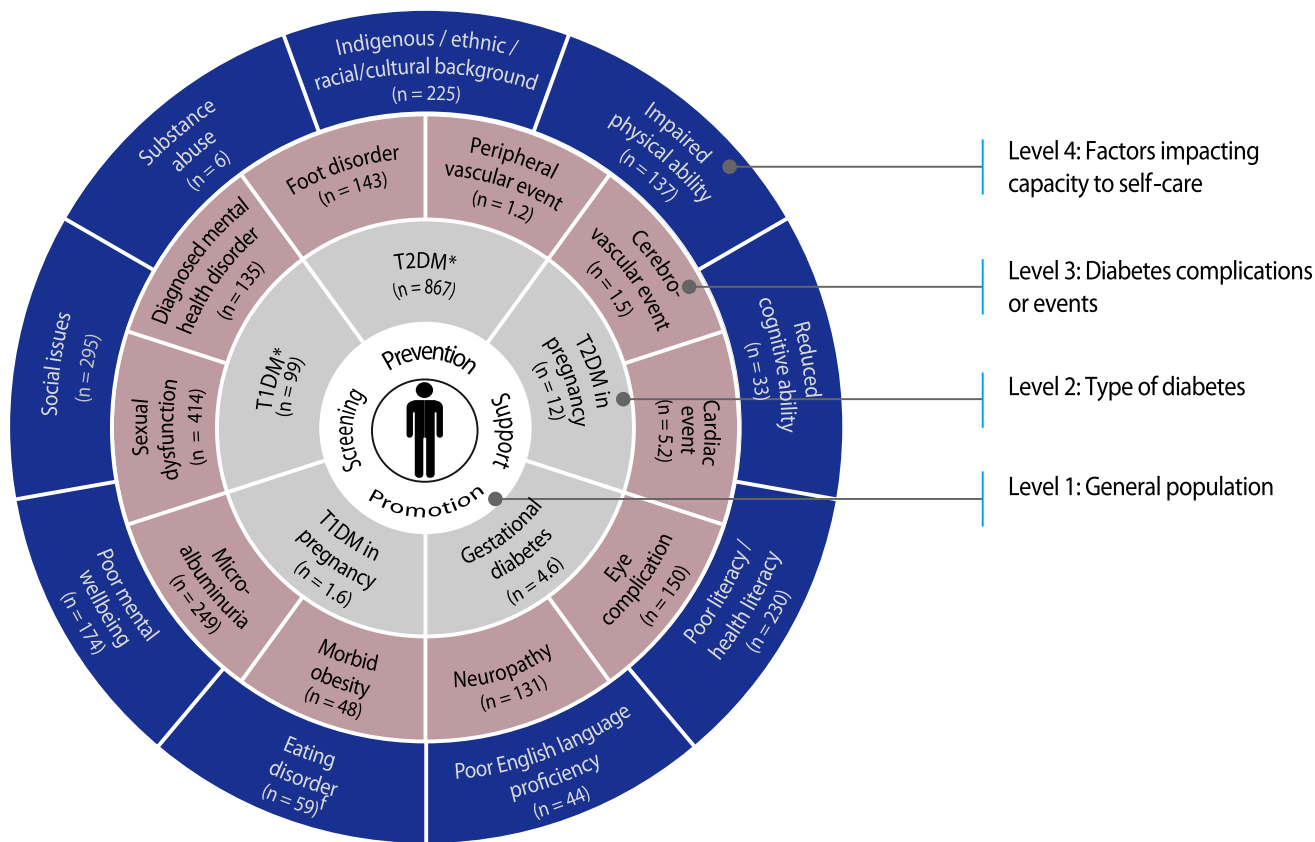 Indigenous / ethnic /
racial/cultural background
(n = 225)
Impaired
physical ability
(n = 137)
Reduced
cognitive ability
(n = 33)
Poor literacy /
health literacy
(n = 230)
Poor English language
proficiency
(n = 44)
Eating
disorder
(n = 59)f
Poor mental
wellbeing
(n = 174)
Social issues
(n = 295)
Substance
abuse
(n = 6)
Foot disorder
(n = 143)
Peripheral
vascular event
(n = 1.2)
Cerebro-
vascular event
(n = 1.5)
Cardiac
event
(n = 5.2)
Eye
complication
(n = 150)
Neuropathy
(n = 131)
Morbid
obesity
(n = 48)
Micro-
albuminuria
(n = 249)
Sexual
dysfunction
(n = 414)
Diagnosed mental
health disorder
(n = 135)
T2DM*
(n = 867)
T2DM in
pregnancy
(n = 12)
Gestational
diabetes
(n = 4.6)
T1DM in
pregnancy
(n = 1.6)
T1DM*
(n = 99)
Prevention
Support
Promotion
Screening
Level 4: Factors impacting
capacity to self-care
Level 3: Diabetes complications
or events
Level 2: Type of diabetes
Level 1: General population